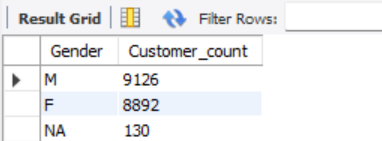 Result Grid Filter Rows:
Gender Customer_count
M 9126
F 8892
NA 130